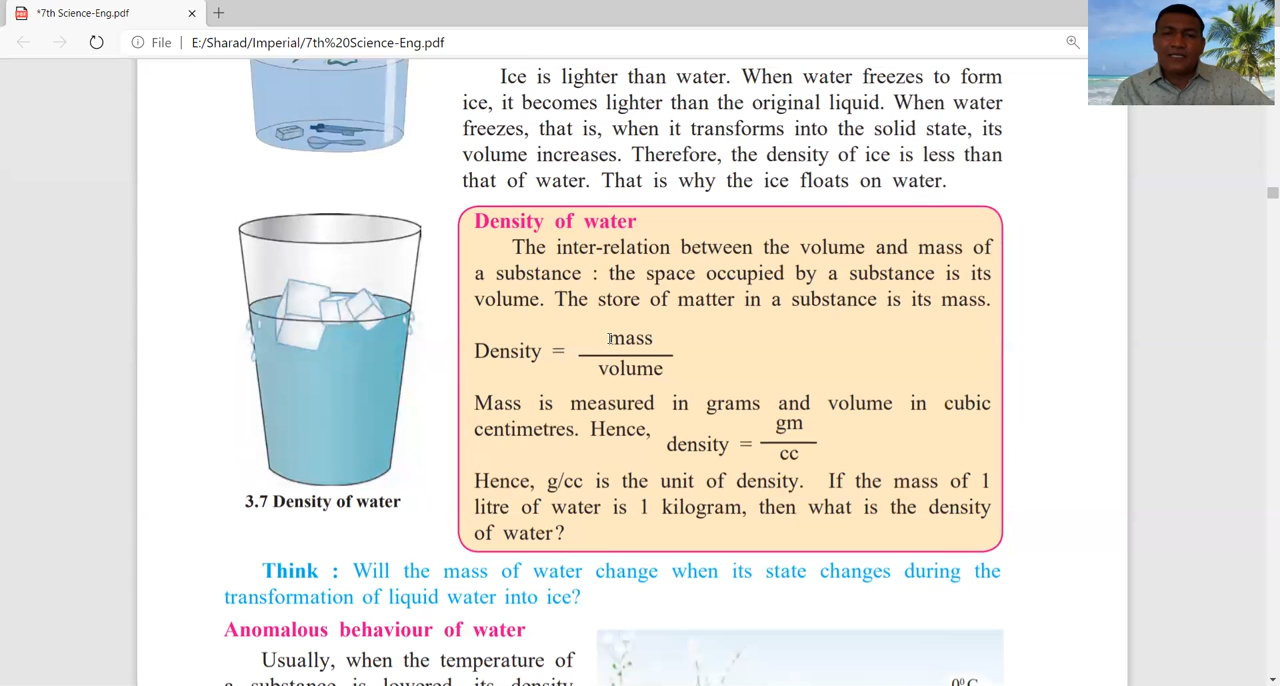 *7th Science-Eng.pdf
File | E:/Sharad/Imperial/7th%20Science-Eng.pdf
Ice is lighter than water. When water freezes to form
ice, it becomes lighter than the original liquid. When water
freezes, that is, when it transforms into the solid state, its
volume increases. Therefore, the density of ice is less than
that of water. That is why the ice floats on water.
Density of water
The inter-relation between the volume and mass of
a substance : the space occupied by a substance is its
volume. The store of matter in a substance is its mass.
Density = mass
volume
Mass is measured in grams and volume in cubic
centimetres. Hence, density = gm
cc
Hence, g/cc is the unit of density. If the mass of 1
litre of water is 1 kilogram, then what is the density
of water?
3.7 Density of water
Think : Will the mass of water change when its state changes during the
transformation of liquid water into ice?
Anomalous behaviour of water
Usually, when the temperature of
a substance is lowered, its density
0⁰ C